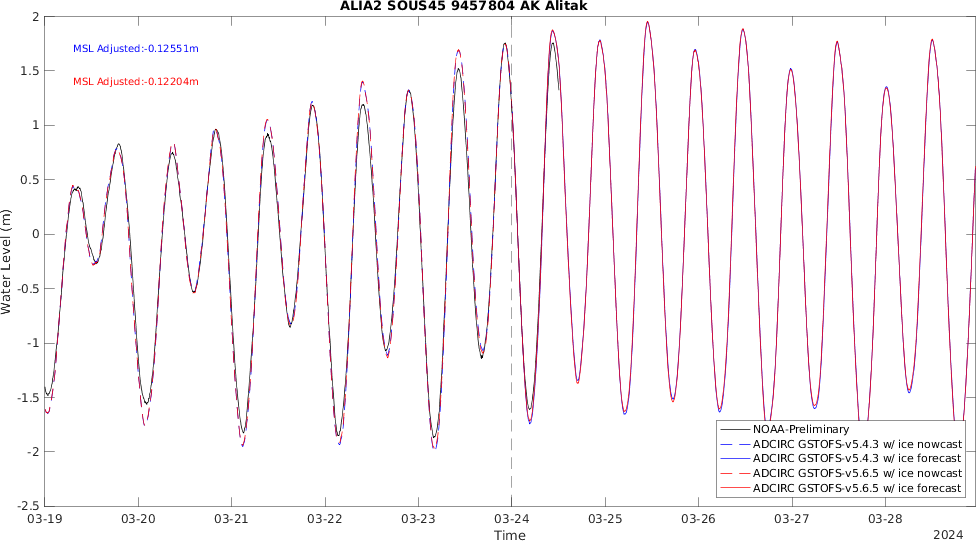 ALIA2 SOUS45 9457804 AK Alitak
MSL Adjusted:-0.12551m
MSL Adjusted:-0.12204m
2
1.5
1
0.5
0
-0.5
-1
-1.5
-2
-2.5
Water Level (m)
NOAA-Preliminary
ADCIRC GSTOFS-v5.4.3 w/ ice nowcast
ADCIRC GSTOFS-v5.4.3 w/ ice forecast
ADCIRC GSTOFS-v5.6.5 w/ ice nowcast
ADCIRC GSTOFS-v5.6.5 w/ ice forecast
03-19 03-20 03-21 03-22 03-23 03-24 03-25 03-26 03-27 03-28
Time
2024